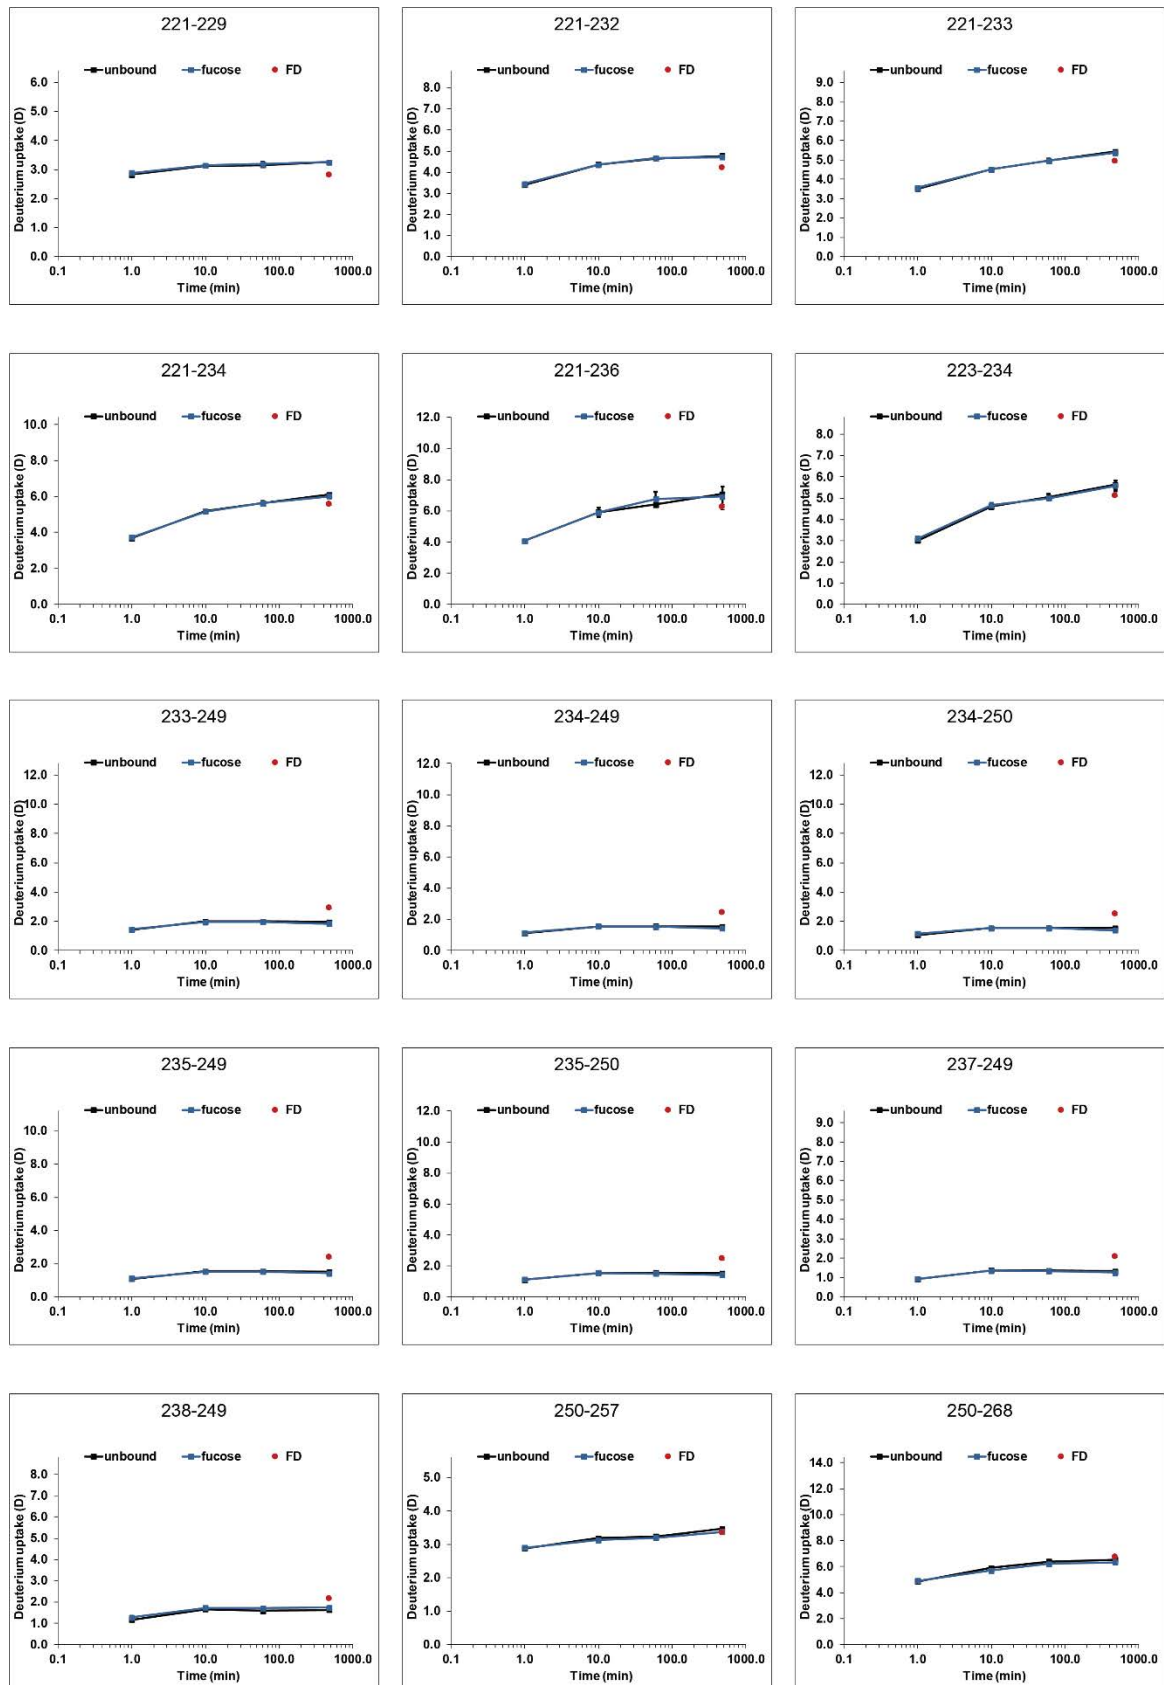 221-229
unbound fucose FD
Deuterium uptake (D)
6.0
5.0
4.0
3.0
2.0
1.0
0.0
0.1 1.0 10.0 100.0 1000.0
Time (min)
221-232
unbound fucose FD
Deuterium uptake (D)
8.0
7.0
6.0
5.0
4.0
3.0
2.0
1.0
0.0
0.1 1.0 10.0 100.0 1000.0
Time (min)
221-233
unbound fucose FD
Deuterium uptake (D)
9.0
8.0
7.0
6.0
5.0
4.0
3.0
2.0
1.0
0.0
0.1 1.0 10.0 100.0 1000.0
Time (min)
221-234
unbound fucose FD
Deuterium uptake (D)
10.0
8.0
6.0
4.0
2.0
0.0
0.1 1.0 10.0 100.0 1000.0
Time (min)
221-236
unbound fucose FD
Deuterium uptake (D)
12.0
10.0
8.0
6.0
4.0
2.0
0.0
0.1 1.0 10.0 100.0 1000.0
Time (min)
223-234
unbound fucose FD
Deuterium uptake (D)
8.0
7.0
6.0
5.0
4.0
3.0
2.0
1.0
0.0
0.1 1.0 10.0 100.0 1000.0
Time (min)
233-249
unbound fucose FD
Deuterium uptake (D)
12.0
10.0
8.0
6.0
4.0
2.0
0.0
0.1 1.0 10.0 100.0 1000.0
Time (min)
234-249
unbound fucose FD
Deuterium uptake (D)
12.0
10.0
8.0
6.0
4.0
2.0
0.0
0.1 1.0 10.0 100.0 1000.0
Time (min)
234-250
unbound fucose FD
Deuterium uptake (D)
12.0
10.0
8.0
6.0
4.0
2.0
0.0
0.1 1.0 10.0 100.0 1000.0
Time (min)
235-249
unbound fucose FD
Deuterium uptake (D)
10.0
8.0
6.0
4.0
2.0
0.0
0.1 1.0 10.0 100.0 1000.0
Time (min)
235-250
unbound fucose FD
Deuterium uptake (D)
12.0
10.0
8.0
6.0
4.0
2.0
0.0
0.1 1.0 10.0 100.0 1000.0
Time (min)
237-249
unbound fucose FD
Deuterium uptake (D)
9.0
8.0
7.0
6.0
5.0
4.0
3.0
2.0
1.0
0.0
0.1 1.0 10.0 100.0 1000.0
Time (min)
238-249
unbound fucose FD
Deuterium uptake (D)
8.0
7.0
6.0
5.0
4.0
3.0
2.0
1.0
0.0
0.1 1.0 10.0 100.0 1000.0
Time (min)
250-257
unbound fucose FD
Deuterium uptake (D)
5.0
4.0
3.0
2.0
1.0
0.0
0.1 1.0 10.0 100.0 1000.0
Time (min)
250-268
unbound fucose FD
Deuterium uptake (D)
14.0
12.0
10.0
8.0
6.0
4.0
2.0
0.0
0.1 1.0 10.0 100.0 1000.0
Time (min)